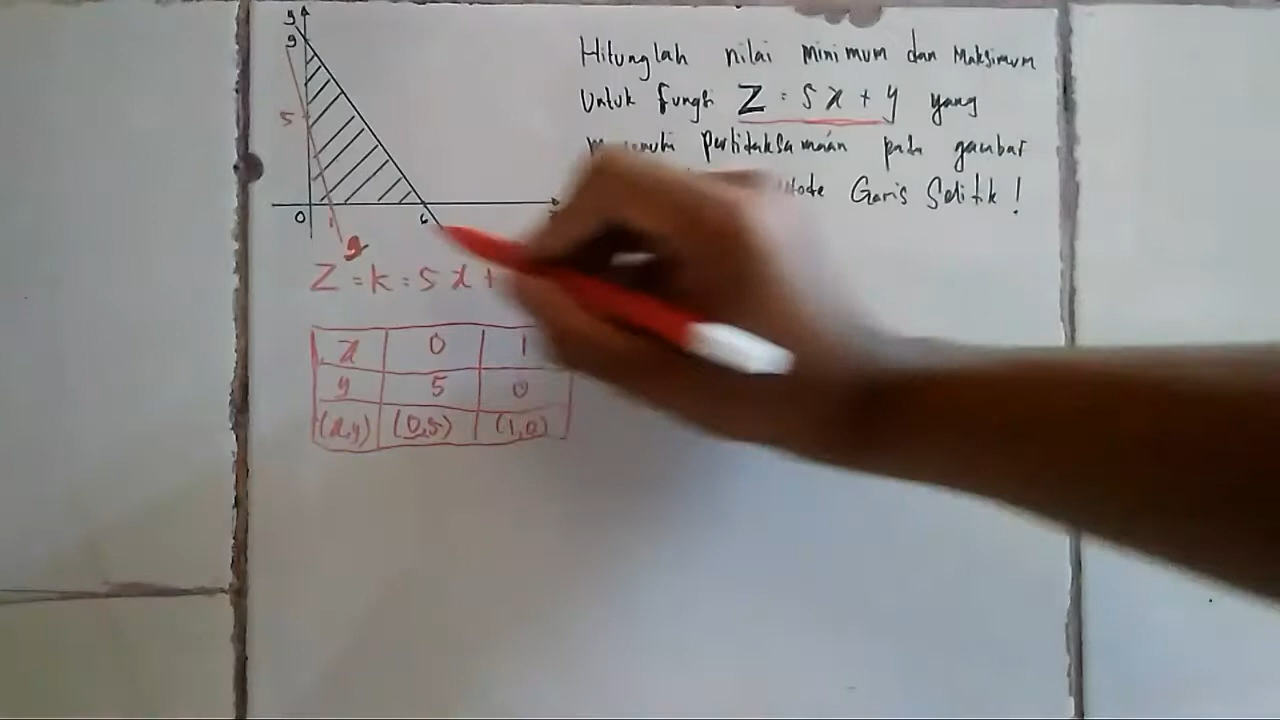 y
9
5
0
1
6
g
Hitunglah nilai minimum dan Maksimum
Untuk fungsi Z = 5x + y yang
pertidaksamaan pada gambar
Garis Selidik!
Z = K = 5x +
x 0 1
y 5 0
(x,y) (0,5) (1,0)